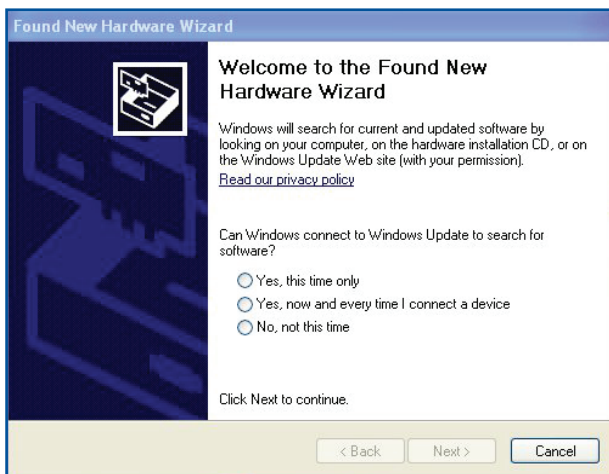 Found New Hardware Wizard
Welcome to the Found New
Hardware Wizard
Windows will search for current and updated software by
looking on your computer, on the hardware installation CD, or on
the Windows Update Web site (with your permission).
Read our privacy policy
Can Windows connect to Windows Update to search for
software?
Yes, this time only
Yes, now and every time I connect a device
No, not this time
Click Next to continue.
< Back Next > Cancel